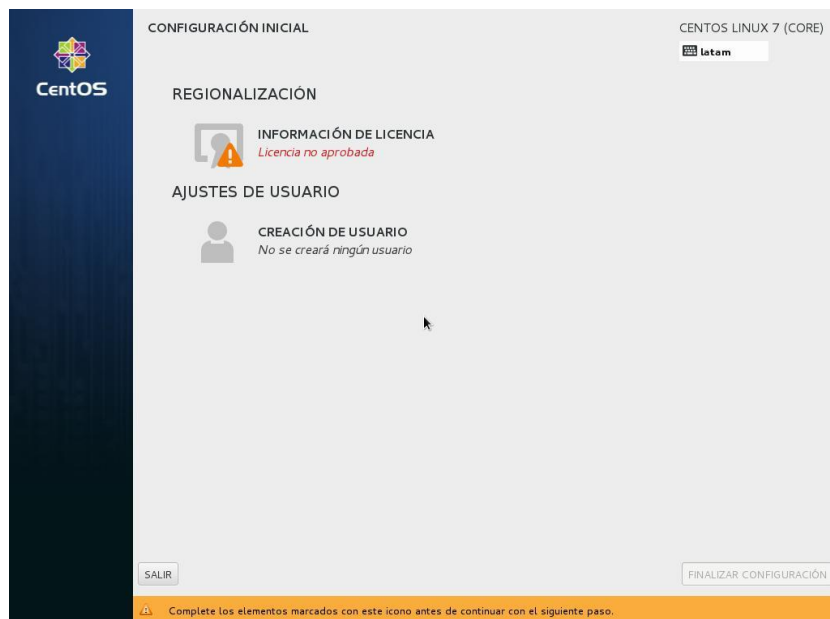 CONFIGURACIÓN INICIAL
CENTOS LINUX 7 (CORE)
latam
CentOS
REGIONALIZACIÓN
INFORMACIÓN DE LICENCIA
Licencia no aprobada
AJUSTES DE USUARIO
CREACIÓN DE USUARIO
No se creará ningún usuario
SALIR
FINALIZAR CONFIGURACIÓN
Complete los elementos marcados con este icono antes de continuar con el siguiente paso.